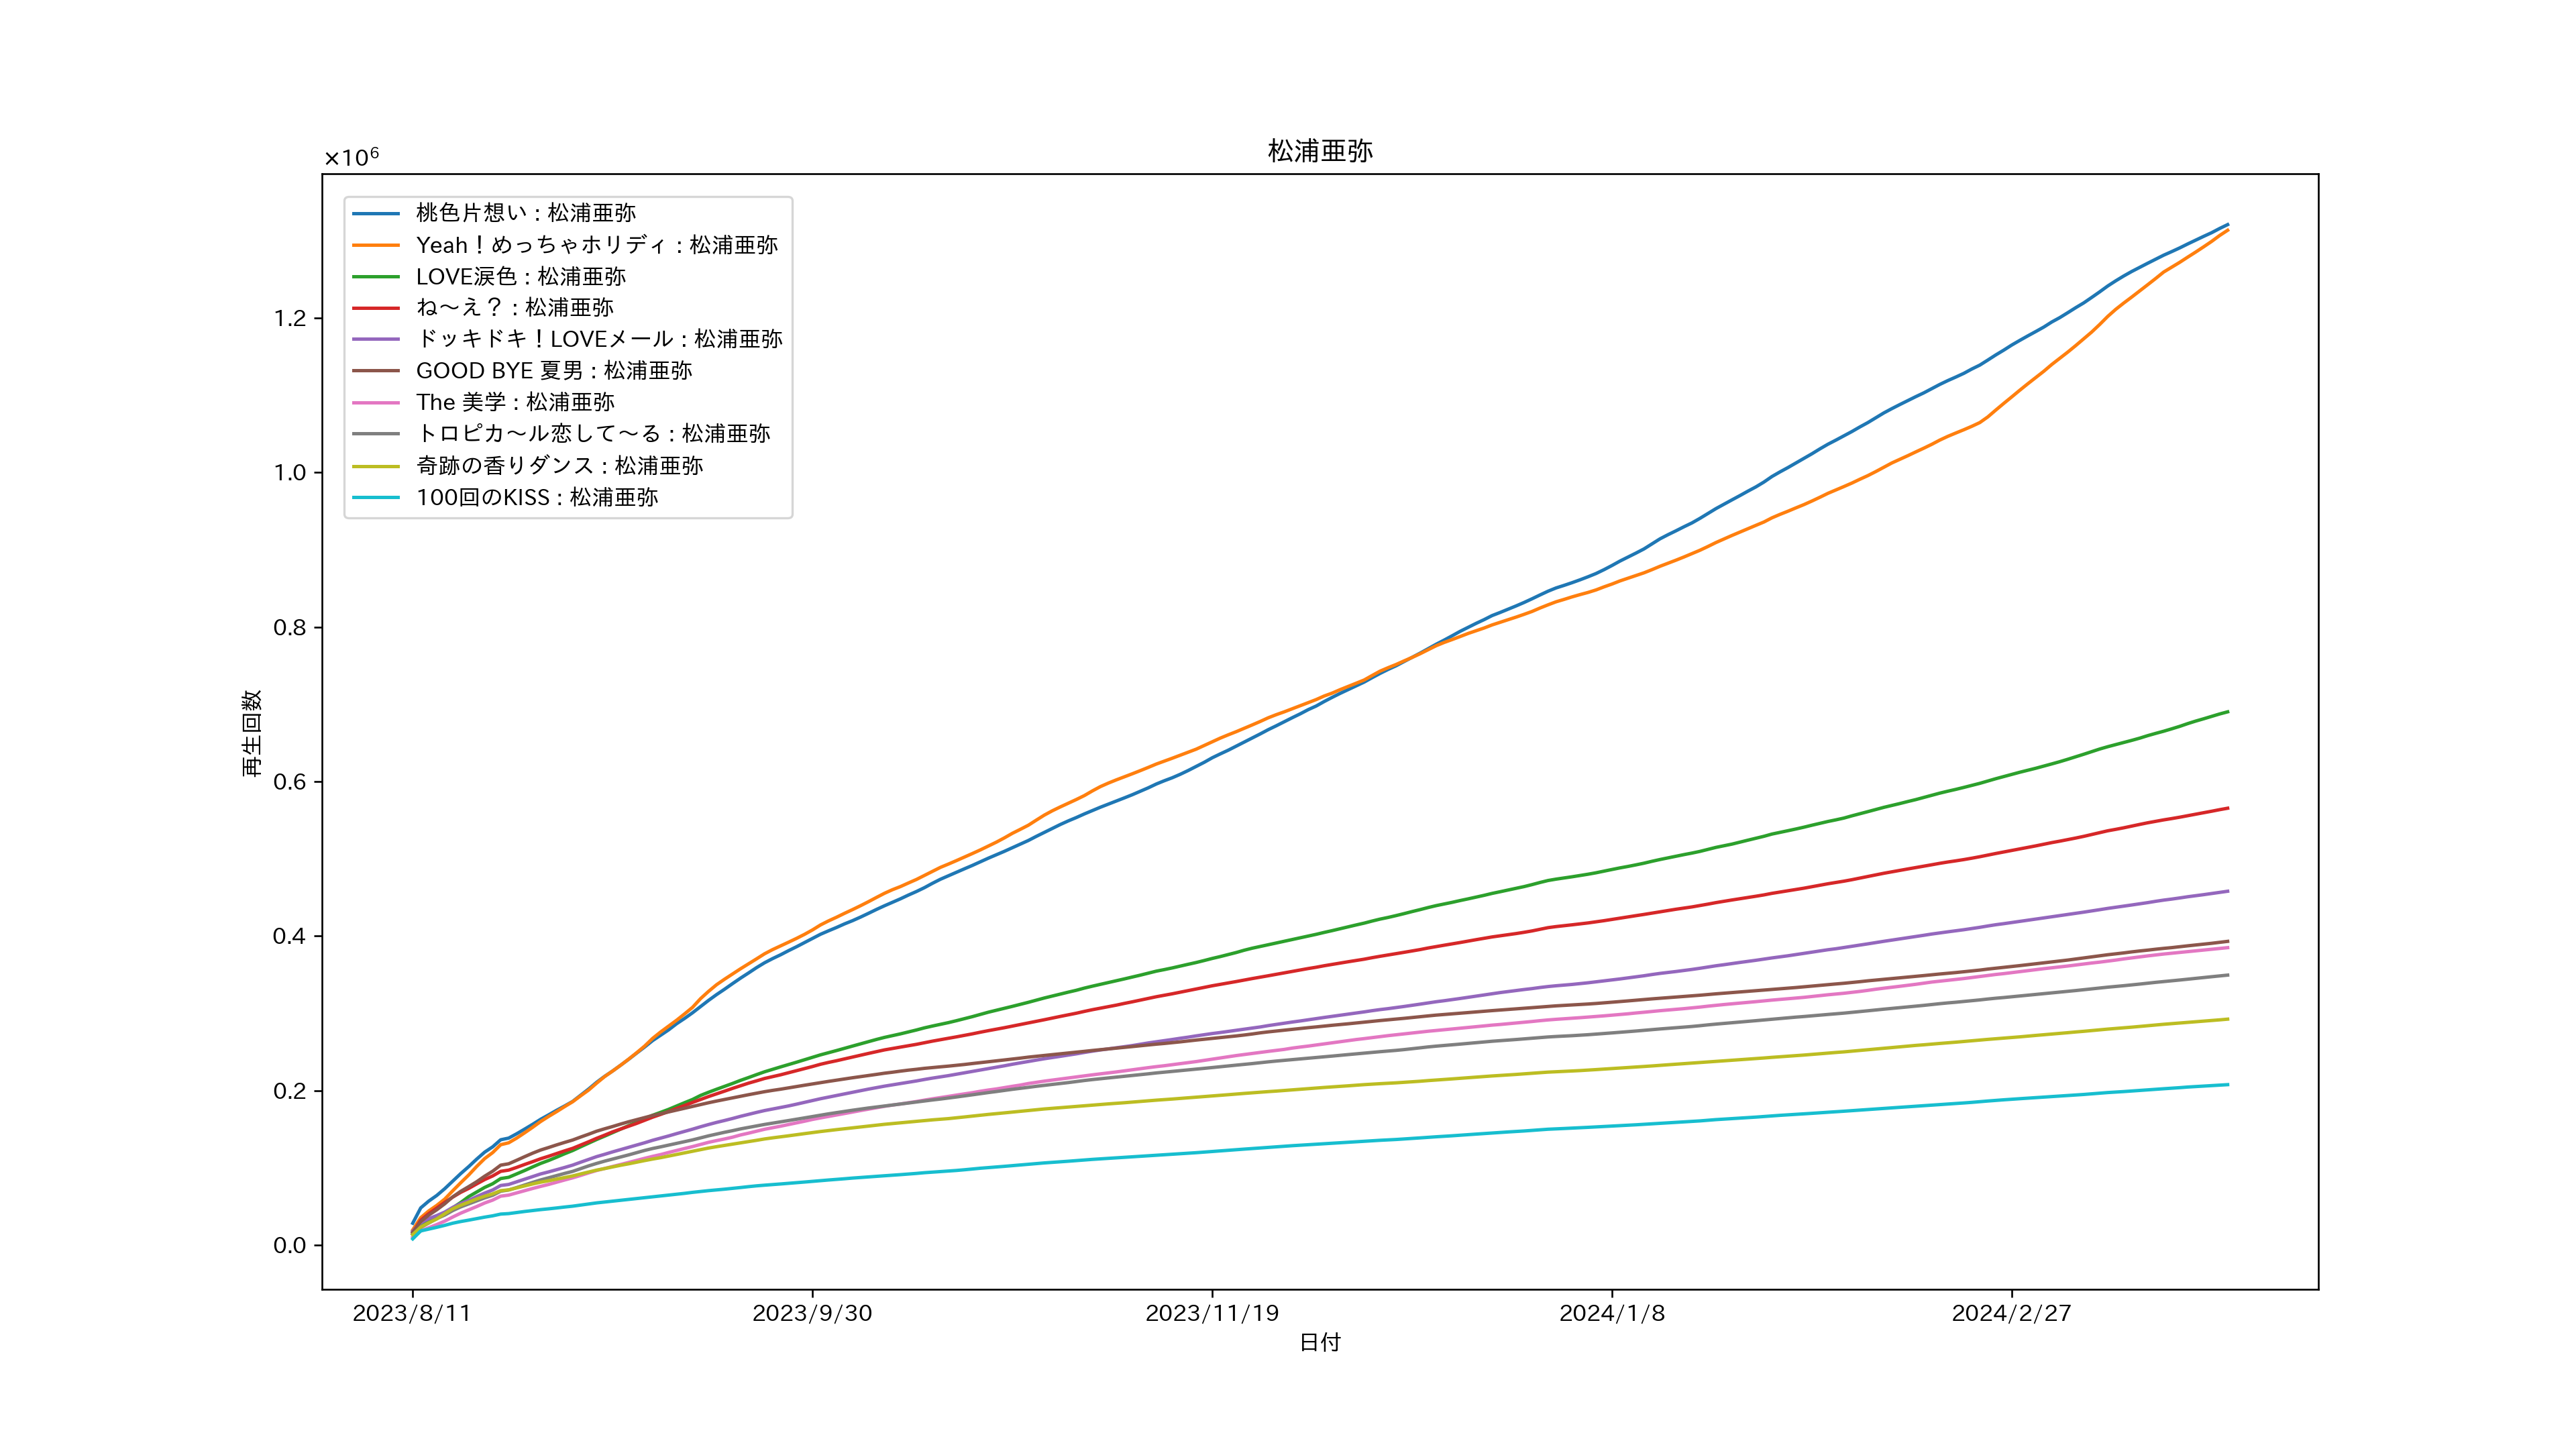 松浦亜弥
×10⁶
桃色片想い : 松浦亜弥
Yeah！めっちゃホリディ : 松浦亜弥
LOVE涙色 : 松浦亜弥
ね〜え？ : 松浦亜弥
ドッキドキ！LOVEメール : 松浦亜弥
GOOD BYE 夏男 : 松浦亜弥
The 美学 : 松浦亜弥
トロピカ〜ル恋して〜る : 松浦亜弥
奇跡の香りダンス : 松浦亜弥
100回のKISS : 松浦亜弥
1.2
1.0
0.8
0.6
0.4
0.2
0.0
再生回数
2023/8/11 2023/9/30 2023/11/19 2024/1/8 2024/2/27
日付